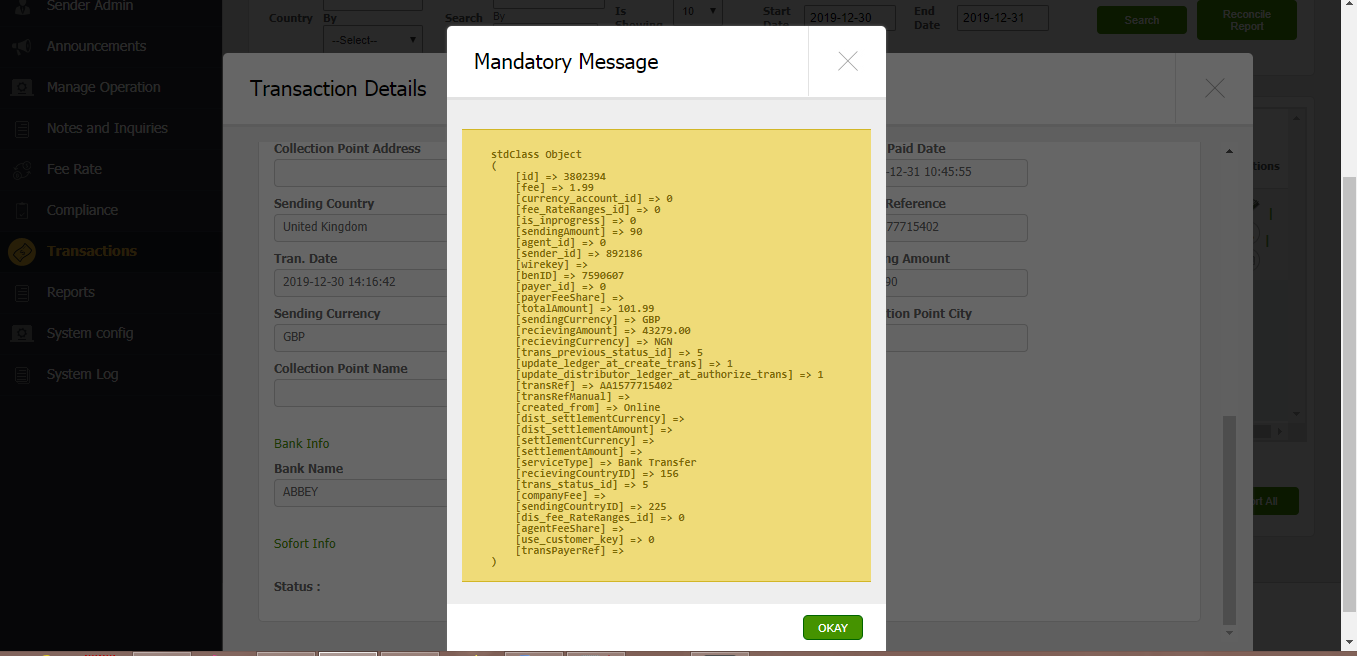 Sender Admin
Announcements
Manage Operation
Notes and Inquiries
Fee Rate
Compliance
Transactions
Reports
System config
System Log
Country By
--Select--
Search By
Is Showing
10
Start Date
2019-12-30
End Date
2019-12-31
Search
Reconcile Report
Transaction Details
Collection Point Address
Sending Country
United Kingdom
Tran. Date
2019-12-30 14:16:42
Sending Currency
GBP
Collection Point Name
Bank Info
Bank Name
ABBEY
Sofort Info
Status :
Mandatory Message
stdClass Object
(
[id] => 3802394
[fee] => 1.99
[currency_account_id] => 0
[fee_RateRanges_id] => 0
[is_inprogress] => 0
[sendingAmount] => 90
[agent_id] => 0
[sender_id] => 892186
[wirekey] =>
[benID] => 7590607
[payer_id] => 0
[payerFeeShare] =>
[totalAmount] => 101.99
[sendingCurrency] => GBP
[recievingAmount] => 43279.00
[recievingCurrency] => NGN
[trans_previous_status_id] => 5
[update_ledger_at_create_trans] => 1
[update_distributor_ledger_at_authorize_trans] => 1
[transRef] => AA1577715402
[transRefManual] =>
[created_from] => Online
[dist_settlementCurrency] =>
[dist_settlementAmount] =>
[settlementCurrency] =>
[settlementAmount] =>
[serviceType] => Bank Transfer
[recievingCountryID] => 156
[trans_status_id] => 5
[companyFee] =>
[sendingCountryID] => 225
[dis_fee_RateRanges_id] => 0
[agentFeeShare] =>
[use_customer_key] => 0
[transPayerRef] =>
)
OKAY
Paid Date
-12-31 10:45:55
Reference
77715402
ng Amount
90
tion Point City
tions
rt All